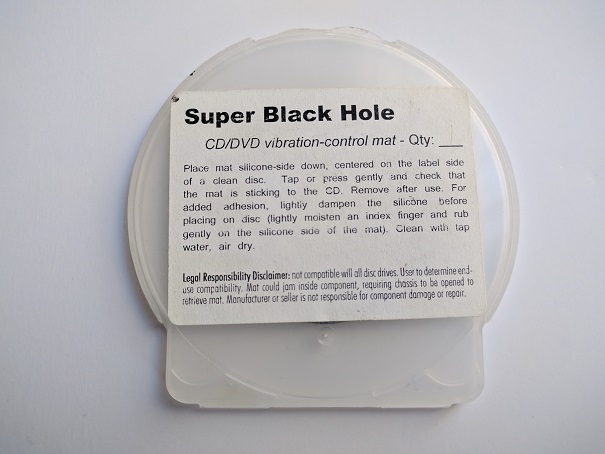 Super Black Hole
CD/DVD vibration-control mat - Qty: ___
Place mat silicone-side down, centered on the label side
of a clean disc. Tap or press gently and check that
the mat is sticking to the CD. Remove after use. For
added adhesion, lightly dampen the silicone before
placing on disc (lightly moisten an index finger and rub
gently on the silicone side of the mat). Clean with tap
water, air dry.
Legal Responsibility Disclaimer: not compatible will all disc drives. User to determine end-
use compatibility. Mat could jam inside component, requiring chassis to be opened to
retrieve mat. Manufacturer or seller is not responsible for component damage or repair.